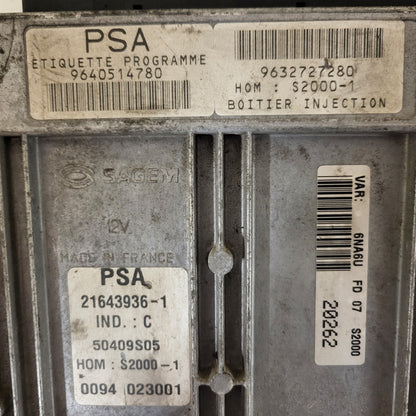 PSA
ETIQUETTE PROGRAMME
9640514780
9632727280
HOM : S2000-1
BOITIER INJECTION
SAGEM
12V
MADE IN FRANCE
PSA
21643936-1
IND. : C
50409S05
HOM : S2000-.1
0094 023001
VAR: 6NA6U FD 07 S2000
20262